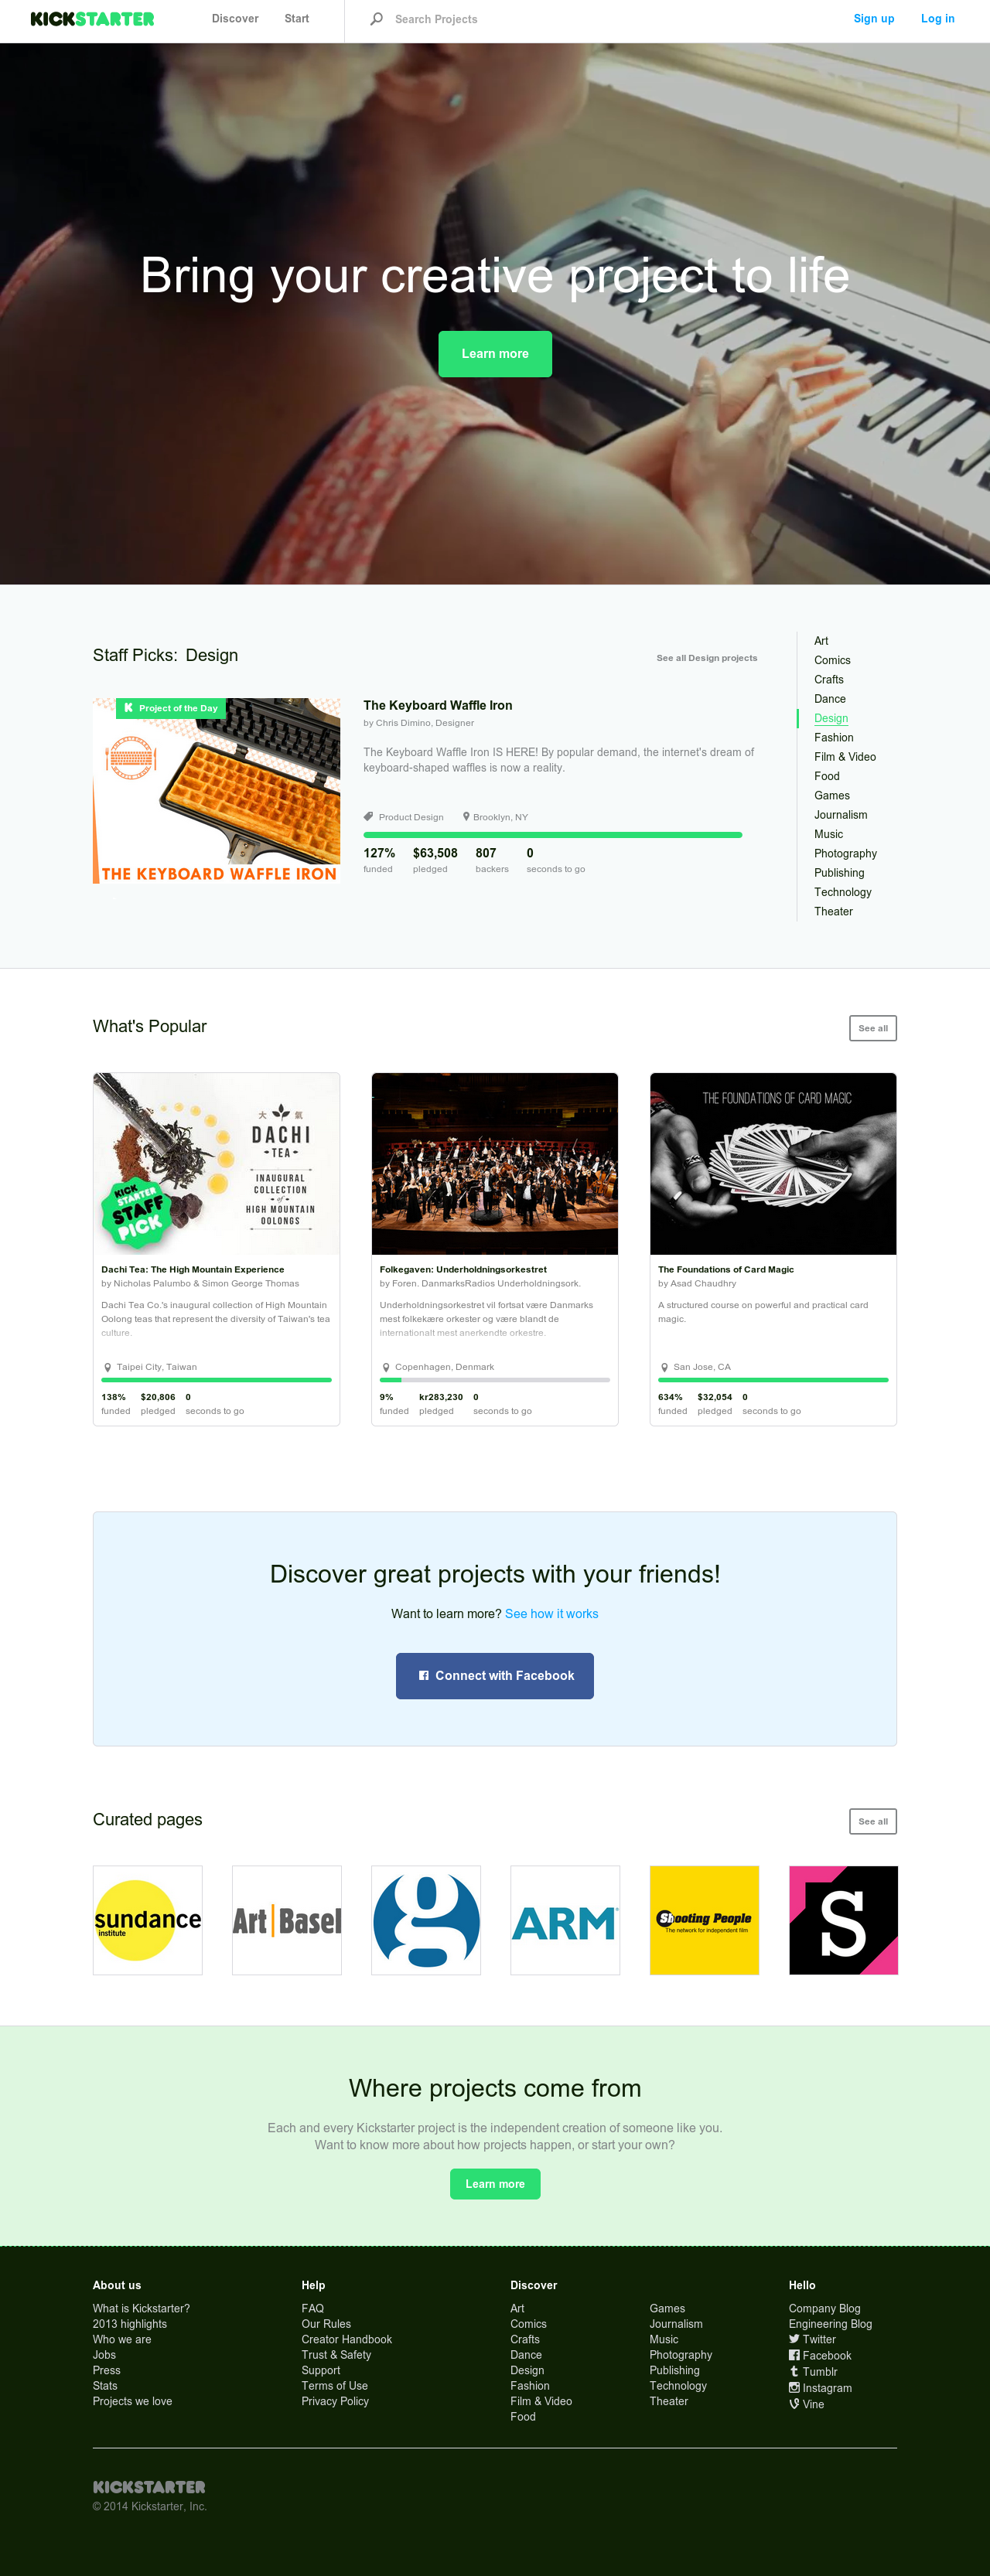 KICKSTARTER Discover Start Search Projects Sign up Log in
Bring your creative project to life
Learn more
Staff Picks: Design
See all Design projects
Project of the Day
THE KEYBOARD WAFFLE IRON
The Keyboard Waffle Iron
by Chris Dimino, Designer
The Keyboard Waffle Iron IS HERE! By popular demand, the internet's dream of
keyboard-shaped waffles is now a reality.
Product Design Brooklyn, NY
127% $63,508 807 0
funded pledged backers seconds to go
Art
Comics
Crafts
Dance
Design
Fashion
Film & Video
Food
Games
Journalism
Music
Photography
Publishing
Technology
Theater
What's Popular
See all
大 氣
DACHI
TEA
INAUGURAL
COLLECTION
of
HIGH MOUNTAIN
OOLONGS
KICK
STARTER
STAFF
PICK
Dachi Tea: The High Mountain Experience
by Nicholas Palumbo & Simon George Thomas
Dachi Tea Co.'s inaugural collection of High Mountain
Oolong teas that represent the diversity of Taiwan's tea
culture.
Taipei City, Taiwan
138% $20,806 0
funded pledged seconds to go
Folkegaven: Underholdningsorkestret
by Foren. DanmarksRadios Underholdningsork.
Underholdningsorkestret vil fortsat være Danmarks
mest folkekære orkester og være blandt de
internationalt mest anerkendte orkestre.
Copenhagen, Denmark
9% kr283,230 0
funded pledged seconds to go
THE FOUNDATIONS OF CARD MAGIC
The Foundations of Card Magic
by Asad Chaudhry
A structured course on powerful and practical card
magic.
San Jose, CA
634% $32,054 0
funded pledged seconds to go
Discover great projects with your friends!
Want to learn more? See how it works
Connect with Facebook
Curated pages
See all
sundance
institute
Art Basel
g
ARM
Shooting People
The network for independent film
S
Where projects come from
Each and every Kickstarter project is the independent creation of someone like you.
Want to know more about how projects happen, or start your own?
Learn more
About us
What is Kickstarter?
2013 highlights
Who we are
Jobs
Press
Stats
Projects we love
Help
FAQ
Our Rules
Creator Handbook
Trust & Safety
Support
Terms of Use
Privacy Policy
Discover
Art
Comics
Crafts
Dance
Design
Fashion
Film & Video
Food
Games
Journalism
Music
Photography
Publishing
Technology
Theater
Hello
Company Blog
Engineering Blog
Twitter
Facebook
Tumblr
Instagram
Vine
KICKSTARTER
© 2014 Kickstarter, Inc.